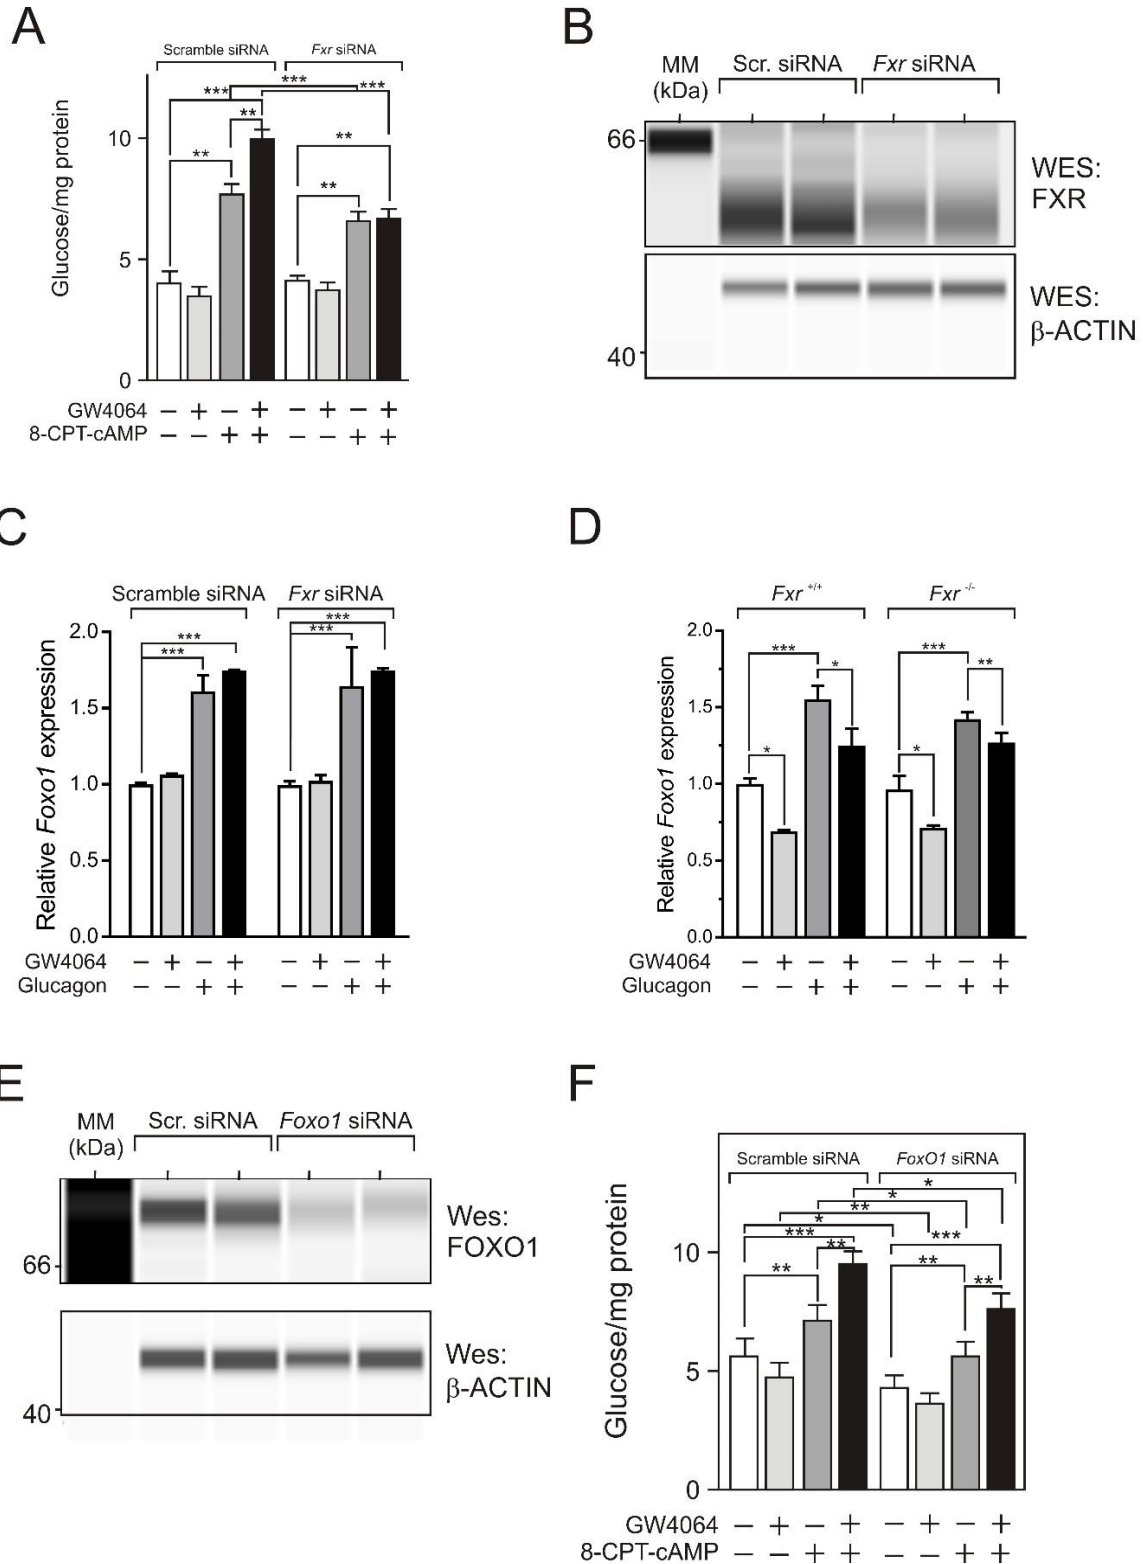 A
Scramble siRNA Fxr siRNA
*** *** ***
** **
** **
Glucose/mg protein
10
5
0
GW4064 – + – + – + – +
8-CPT-cAMP – – + + – – + +
B
MM (kDa) Scr. siRNA Fxr siRNA
66
WES: FXR
WES: β-ACTIN
40
C
Scramble siRNA Fxr siRNA
*** ***
*** ***
Relative Foxo1 expression
2.0
1.5
1.0
0.5
0.0
GW4064 – + – + – + – +
Glucagon – – + + – – + +
D
Fxr +/+ Fxr -/-
*** * *** **
* *
Relative Foxo1 expression
2.0
1.5
1.0
0.5
0.0
GW4064 – + – + – + – +
Glucagon – – + + – – + +
E
MM (kDa) Scr. siRNA Foxo1 siRNA
66
Wes: FOXO1
Wes: β-ACTIN
40
F
Scramble siRNA FoxO1 siRNA
*
*
**
*
*** ***
** **
** **
Glucose/mg protein
10
5
0
GW4064 – + – + – + – +
8-CPT-cAMP – – + + – – + +